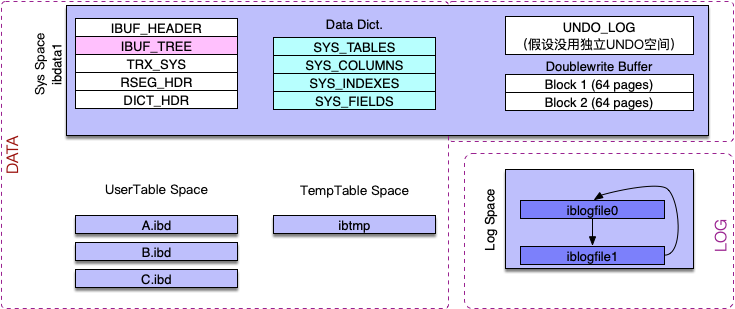 Sys Space
ibdata1
IBUF_HEADER
IBUF_TREE
TRX_SYS
RSEG_HDR
DICT_HDR
Data Dict.
SYS_TABLES
SYS_COLUMNS
SYS_INDEXES
SYS_FIELDS
UNDO_LOG
（假设没用独立UNDO空间）
Doublewrite Buffer
Block 1 (64 pages)
Block 2 (64 pages)
DATA
UserTable Space
A.ibd
B.ibd
C.ibd
TempTable Space
ibtmp
Log Space
iblogfile0
iblogfile1
LOG